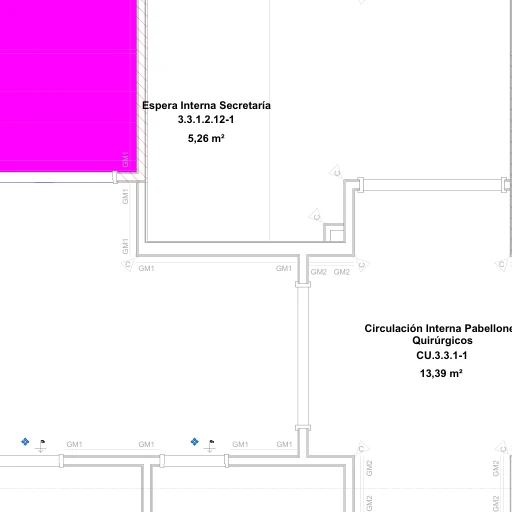 Espera Interna Secretaría
3.3.1.2.12-1
5,26 m²
GM1
GM1
GM1
C
C
C
GM1
GM1
GM2
GM2
C
C
Circulación Interna Pabellone
Quirúrgicos
CU.3.3.1-1
13,39 m²
GM1
GM1
GM1
GM1
C
C
GM2
GM2
GM2
GM2